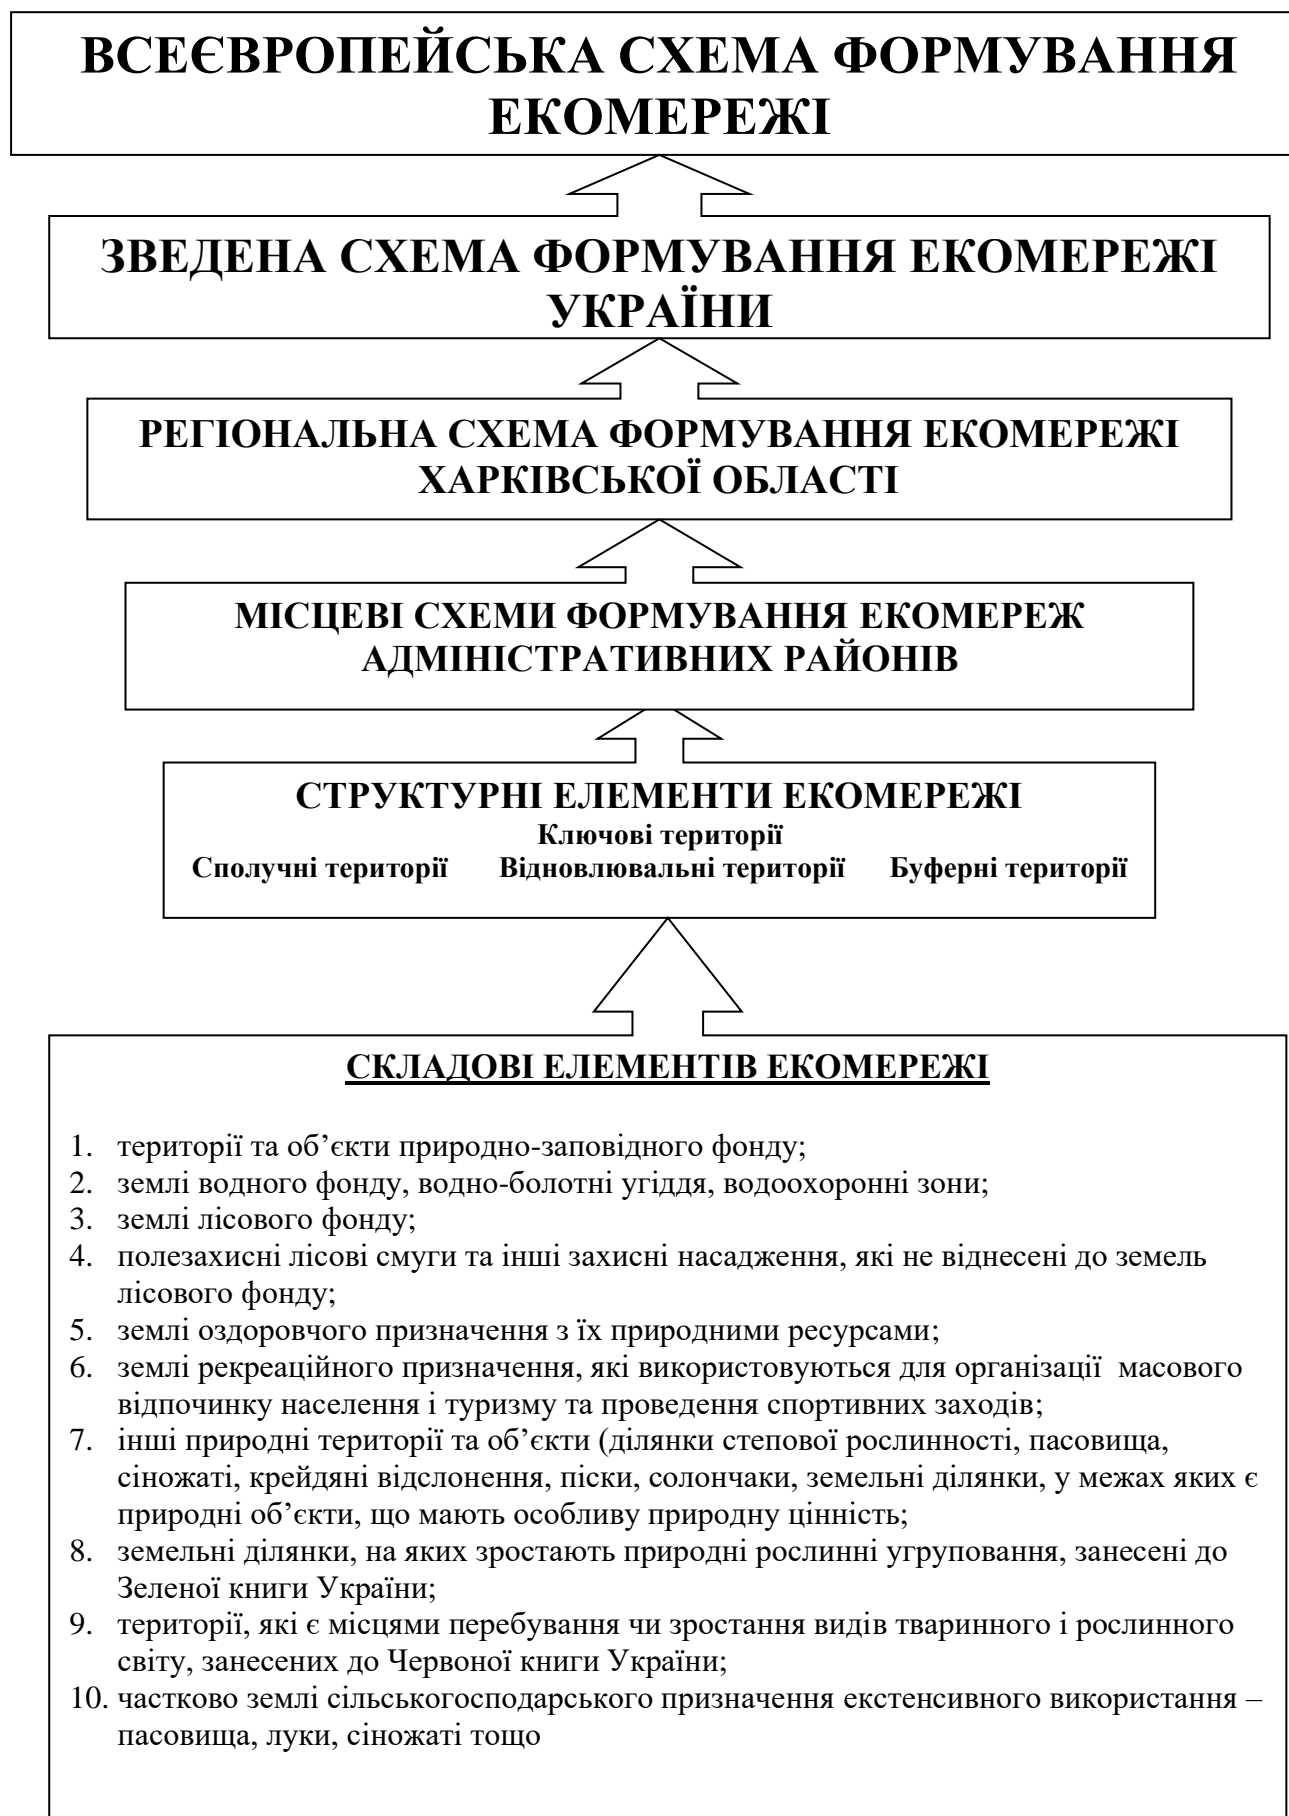 ВСЕЄВРОПЕЙСЬКА СХЕМА ФОРМУВАННЯ
ЕКОМЕРЕЖІ
ЗВЕДЕНА СХЕМА ФОРМУВАННЯ ЕКОМЕРЕЖІ
УКРАЇНИ
РЕГІОНАЛЬНА СХЕМА ФОРМУВАННЯ ЕКОМЕРЕЖІ
ХАРКІВСЬКОЇ ОБЛАСТІ
МІСЦЕВІ СХЕМИ ФОРМУВАННЯ ЕКОМЕРЕЖ
АДМІНІСТРАТИВНИХ РАЙОНІВ
СТРУКТУРНІ ЕЛЕМЕНТИ ЕКОМЕРЕЖІ
Ключові території
Сполучні території Відновлювальні території Буферні території
СКЛАДОВІ ЕЛЕМЕНТІВ ЕКОМЕРЕЖІ
1. території та об’єкти природно-заповідного фонду;
2. землі водного фонду, водно-болотні угіддя, водоохоронні зони;
3. землі лісового фонду;
4. полезахисні лісові смуги та інші захисні насадження, які не віднесені до земель
лісового фонду;
5. землі оздоровчого призначення з їх природними ресурсами;
6. землі рекреаційного призначення, які використовуються для організації масового
відпочинку населення і туризму та проведення спортивних заходів;
7. інші природні території та об’єкти (ділянки степової рослинності, пасовища,
сіножаті, крейдяні відслонення, піски, солончаки, земельні ділянки, у межах яких є
природні об’єкти, що мають особливу природну цінність;
8. земельні ділянки, на яких зростають природні рослинні угруповання, занесені до
Зеленої книги України;
9. території, які є місцями перебування чи зростання видів тваринного і рослинного
світу, занесених до Червоної книги України;
10. частково землі сільськогосподарського призначення екстенсивного використання –
пасовища, луки, сіножаті тощо